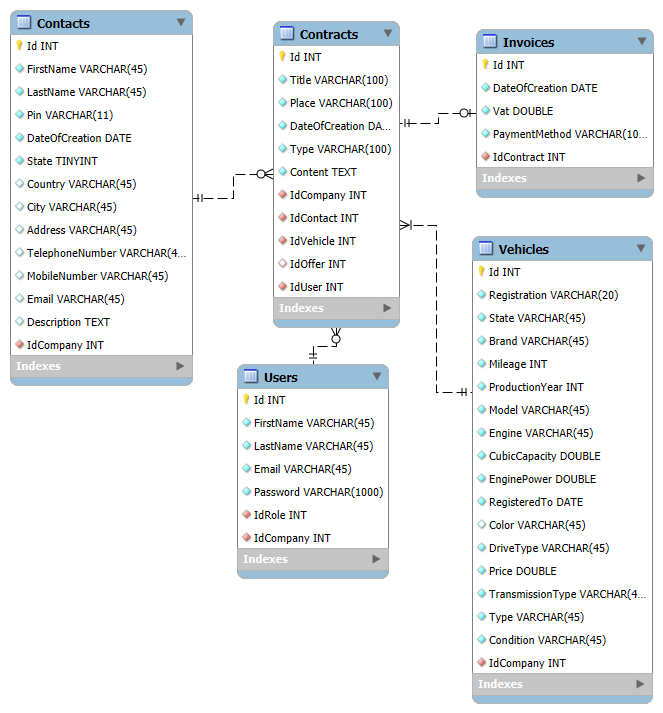 Contacts
Id INT
FirstName VARCHAR(45)
LastName VARCHAR(45)
Pin VARCHAR(11)
DateOfCreation DATE
State TINYINT
Country VARCHAR(45)
City VARCHAR(45)
Address VARCHAR(45)
TelephoneNumber VARCHAR(4...
MobileNumber VARCHAR(45)
Email VARCHAR(45)
Description TEXT
IdCompany INT
Indexes
Contracts
Id INT
Title VARCHAR(100)
Place VARCHAR(100)
DateOfCreation DA...
Type VARCHAR(100)
Content TEXT
IdCompany INT
IdContact INT
IdVehicle INT
IdOffer INT
IdUser INT
Indexes
Invoices
Id INT
DateOfCreation DATE
Vat DOUBLE
PaymentMethod VARCHAR(10...
IdContract INT
Indexes
Users
Id INT
FirstName VARCHAR(45)
LastName VARCHAR(45)
Email VARCHAR(45)
Password VARCHAR(1000)
IdRole INT
IdCompany INT
Indexes
Vehicles
Id INT
Registration VARCHAR(20)
State VARCHAR(45)
Brand VARCHAR(45)
Mileage INT
ProductionYear INT
Model VARCHAR(45)
Engine VARCHAR(45)
CubicCapacity DOUBLE
EnginePower DOUBLE
RegisteredTo DATE
Color VARCHAR(45)
DriveType VARCHAR(45)
Price DOUBLE
TransmissionType VARCHAR(4...
Type VARCHAR(45)
Condition VARCHAR(45)
IdCompany INT
Indexes